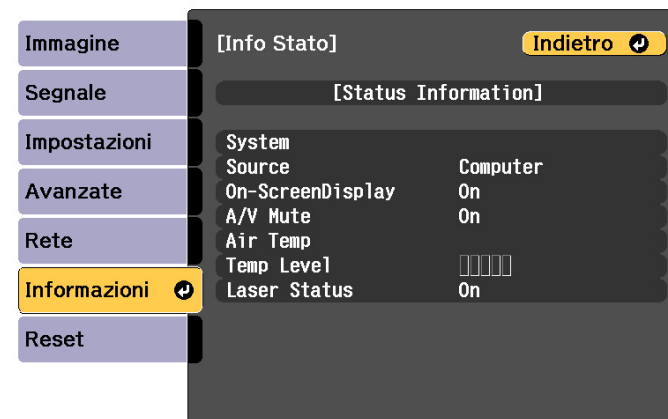 Immagine
Segnale
Impostazioni
Avanzate
Rete
Informazioni
Reset
[Info Stato]
Indietro
[Status Information]
System
Source Computer
On-ScreenDisplay On
A/V Mute On
Air Temp
Temp Level
Laser Status On